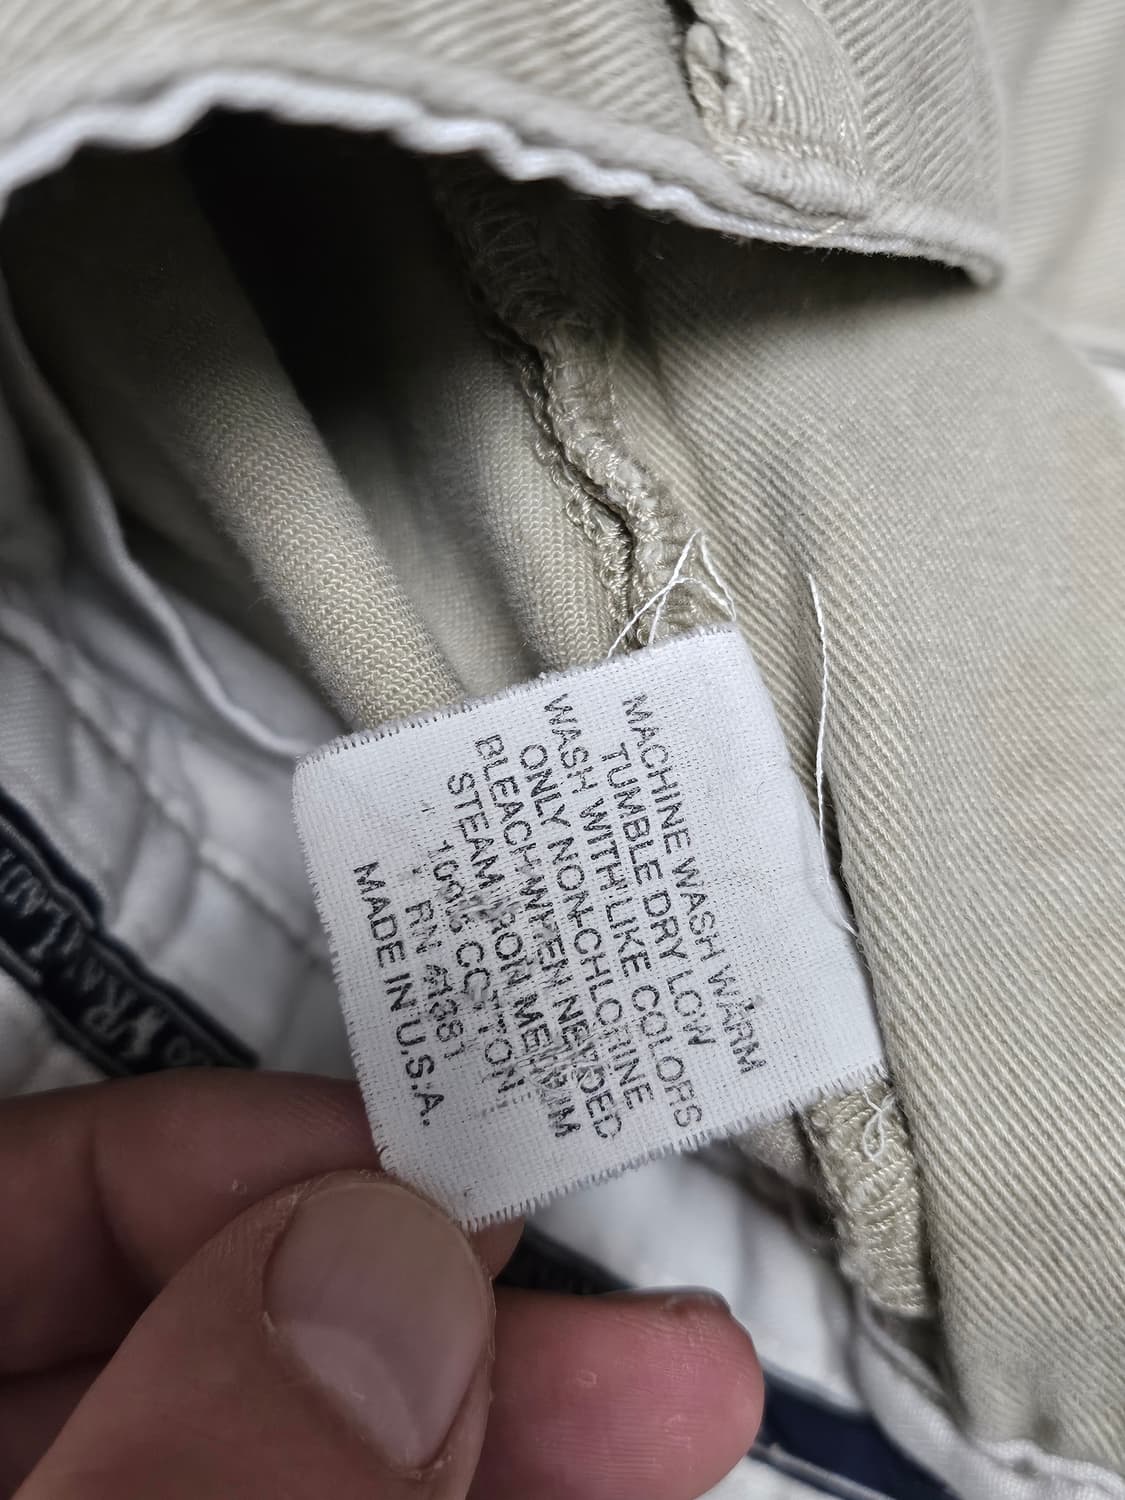 MACHINE WASH WARM
TUMBLE DRY LOW
WASH WITH LIKE COLORS
ONLY NON-CHLORINE
BLEACH WHEN NEEDED
STEAM IRON MEDIUM
100% COTTON
RN 41381
MADE IN U.S.A.